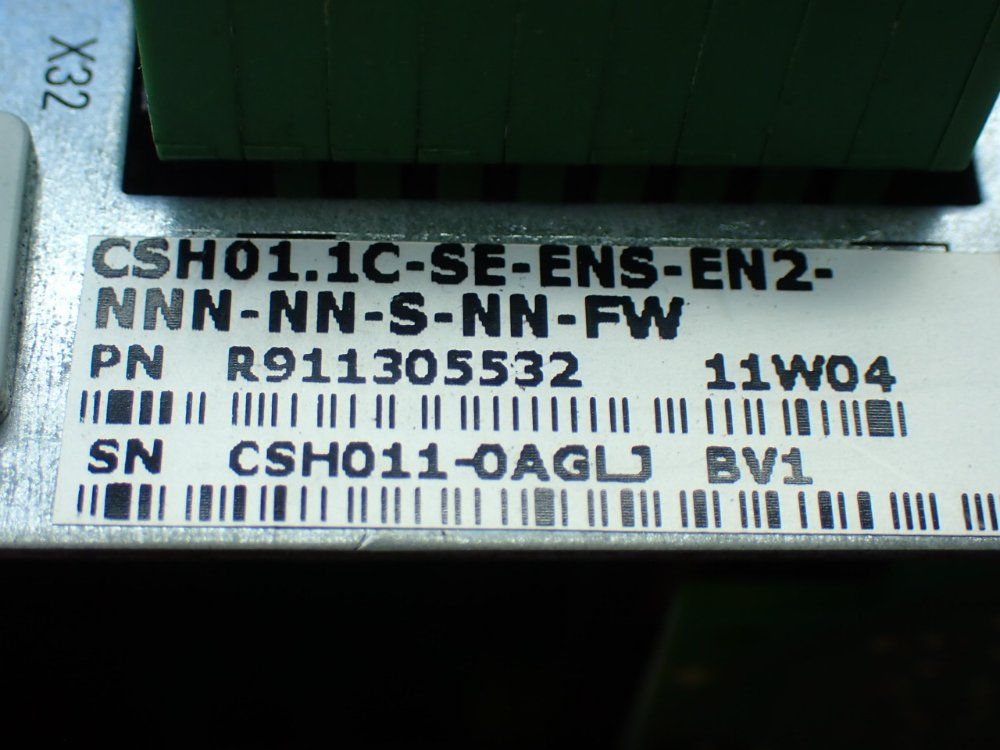 X32
CSH01.1C-SE-ENS-EN2-
NNN-NN-S-NN-FW
PN R911305532 11W04
SN CSH011-0AGLJ BV1